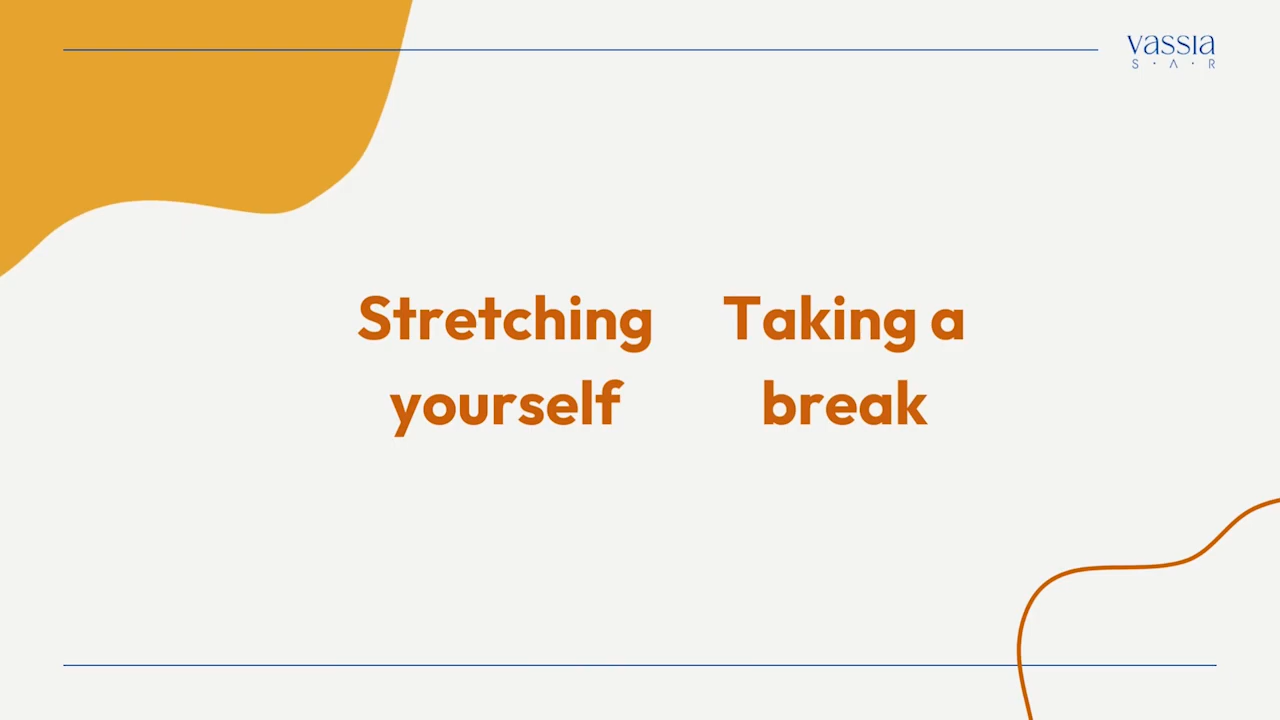 vassia
S · A · R
Stretching
yourself
Taking a
break